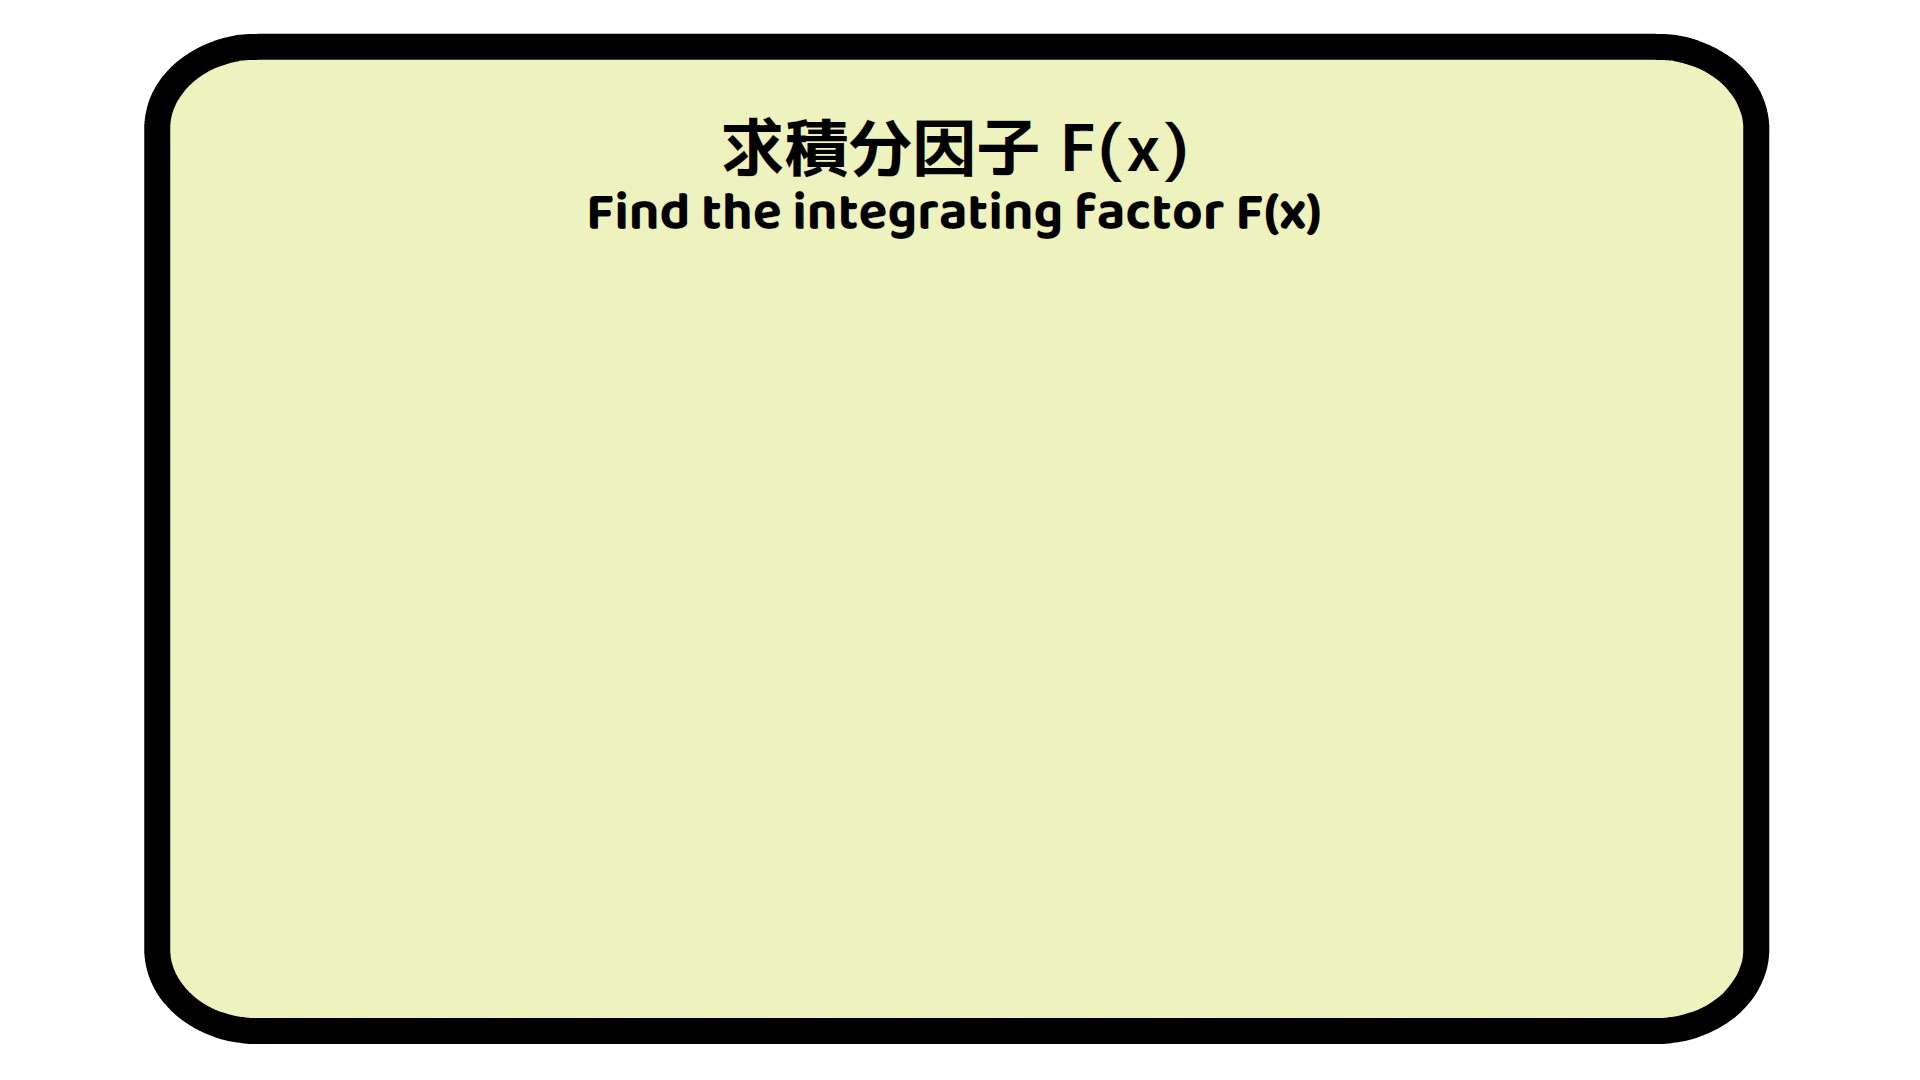 求積分因子 F(x)
Find the integrating factor F(x)